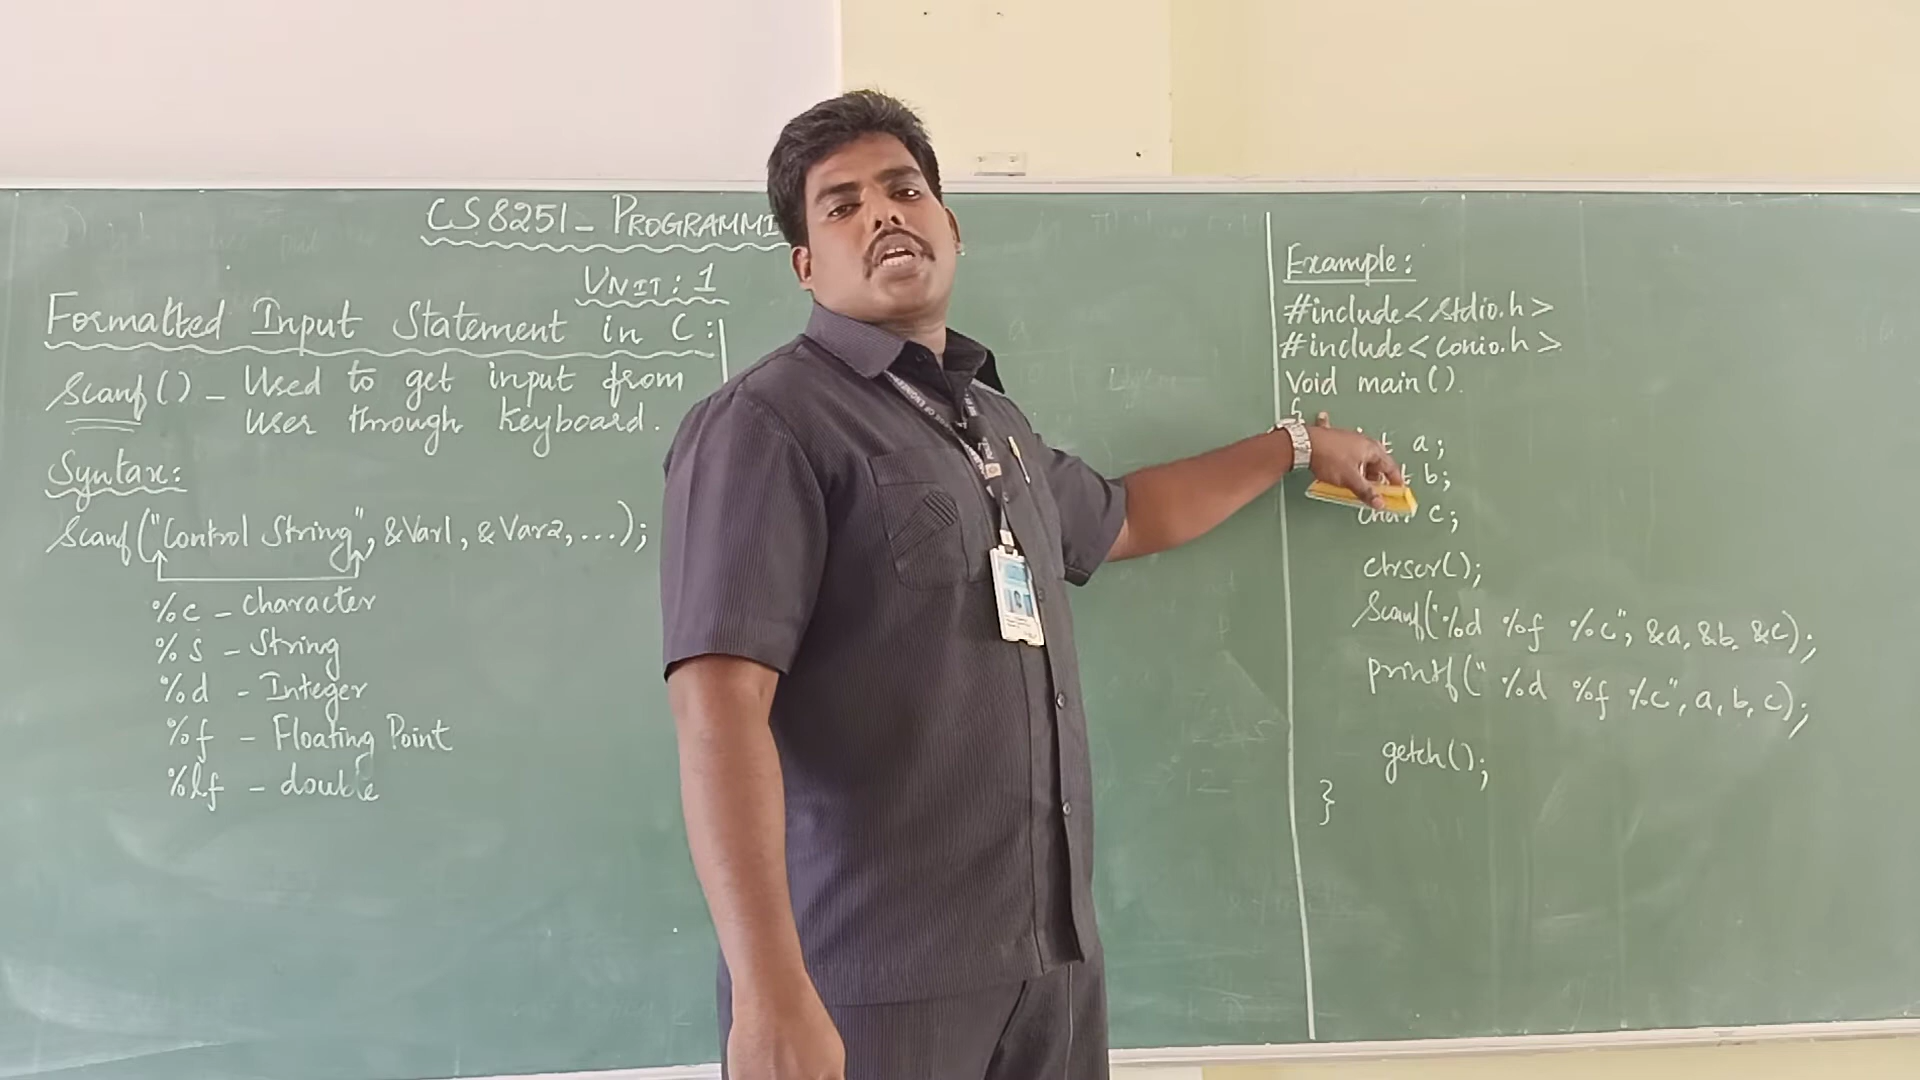 CS8251 - PROGRAMMI
UNIT : 1
Formatted Input Statement in C :
Scanf() - Used to get input from
User through Keyboard.
Syntax:
Scanf("Control String", &Var1, &Var2, ...);
%c - Character
%s - String
%d - Integer
%f - Floating Point
%lf - double
Example:
#include<stdio.h>
#include<conio.h>
Void main()
{
a;
b;
char c;
clrscr();
Scanf("%d %f %c", &a, &b, &c);
printf(" %d %f %c", a, b, c);
getch();
}